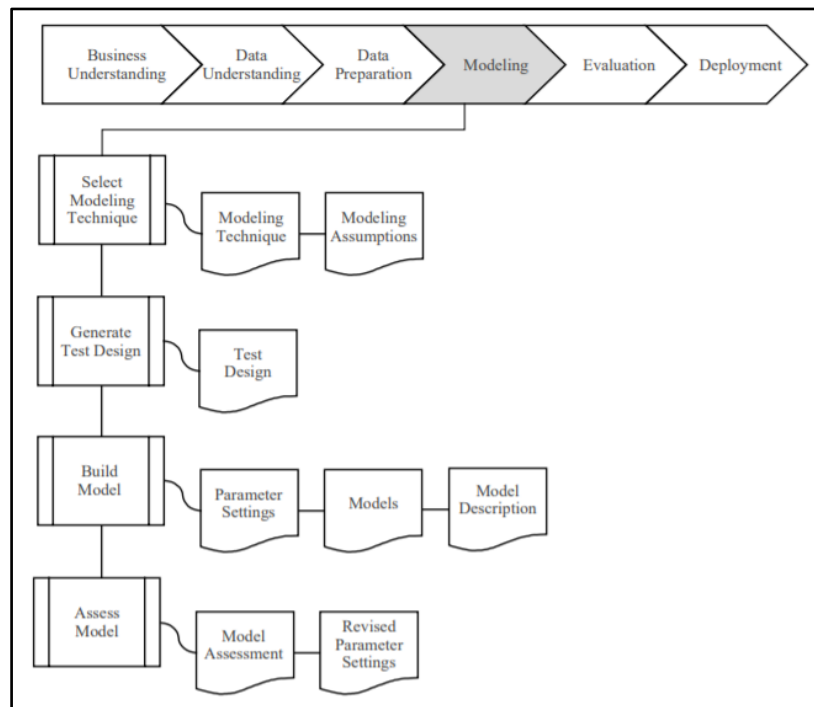 Business
Understanding
Data
Understanding
Data
Preparation
Modeling
Evaluation
Deployment
Select
Modeling
Technique
Modeling
Technique
Modeling
Assumptions
Generate
Test Design
Test
Design
Build
Model
Parameter
Settings
Models
Model
Description
Assess
Model
Model
Assessment
Revised
Parameter
Settings